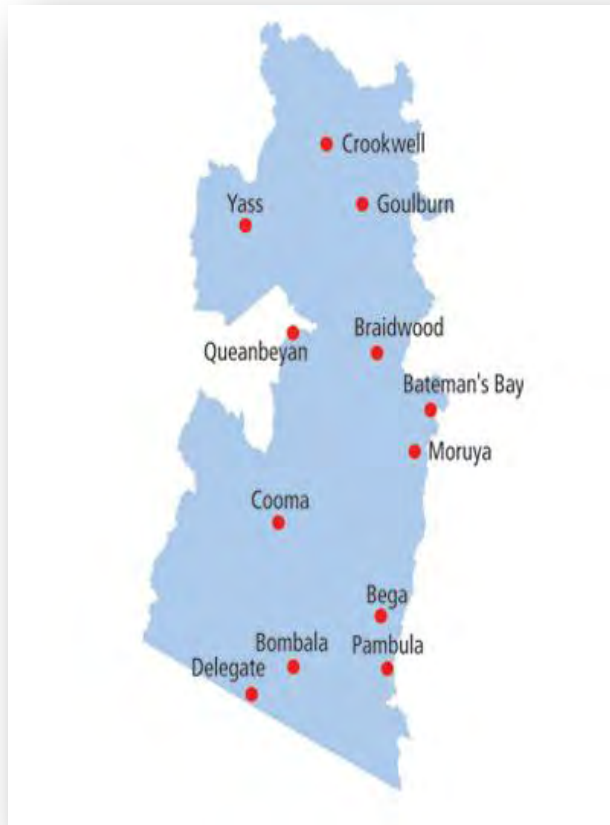 Crookwell
Yass
Goulburn
Braidwood
Queanbeyan
Bateman's Bay
Moruya
Cooma
Bega
Bombala
Pambula
Delegate